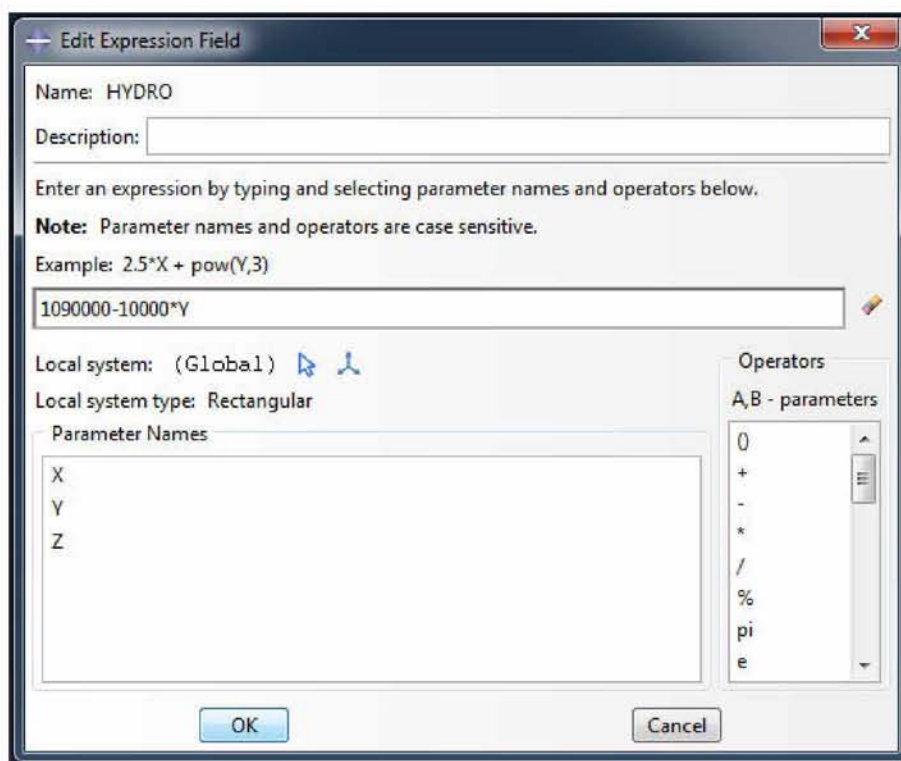 Edit Expression Field
Name: HYDRO
Description:
Enter an expression by typing and selecting parameter names and operators below.
Note: Parameter names and operators are case sensitive.
Example: 2.5*X + pow(Y,3)
1090000-10000*Y
Local system: (Global)
Local system type: Rectangular
Parameter Names
X
Y
Z
Operators
A,B - parameters
()
+
-
*
/
%
pi
e
OK
Cancel